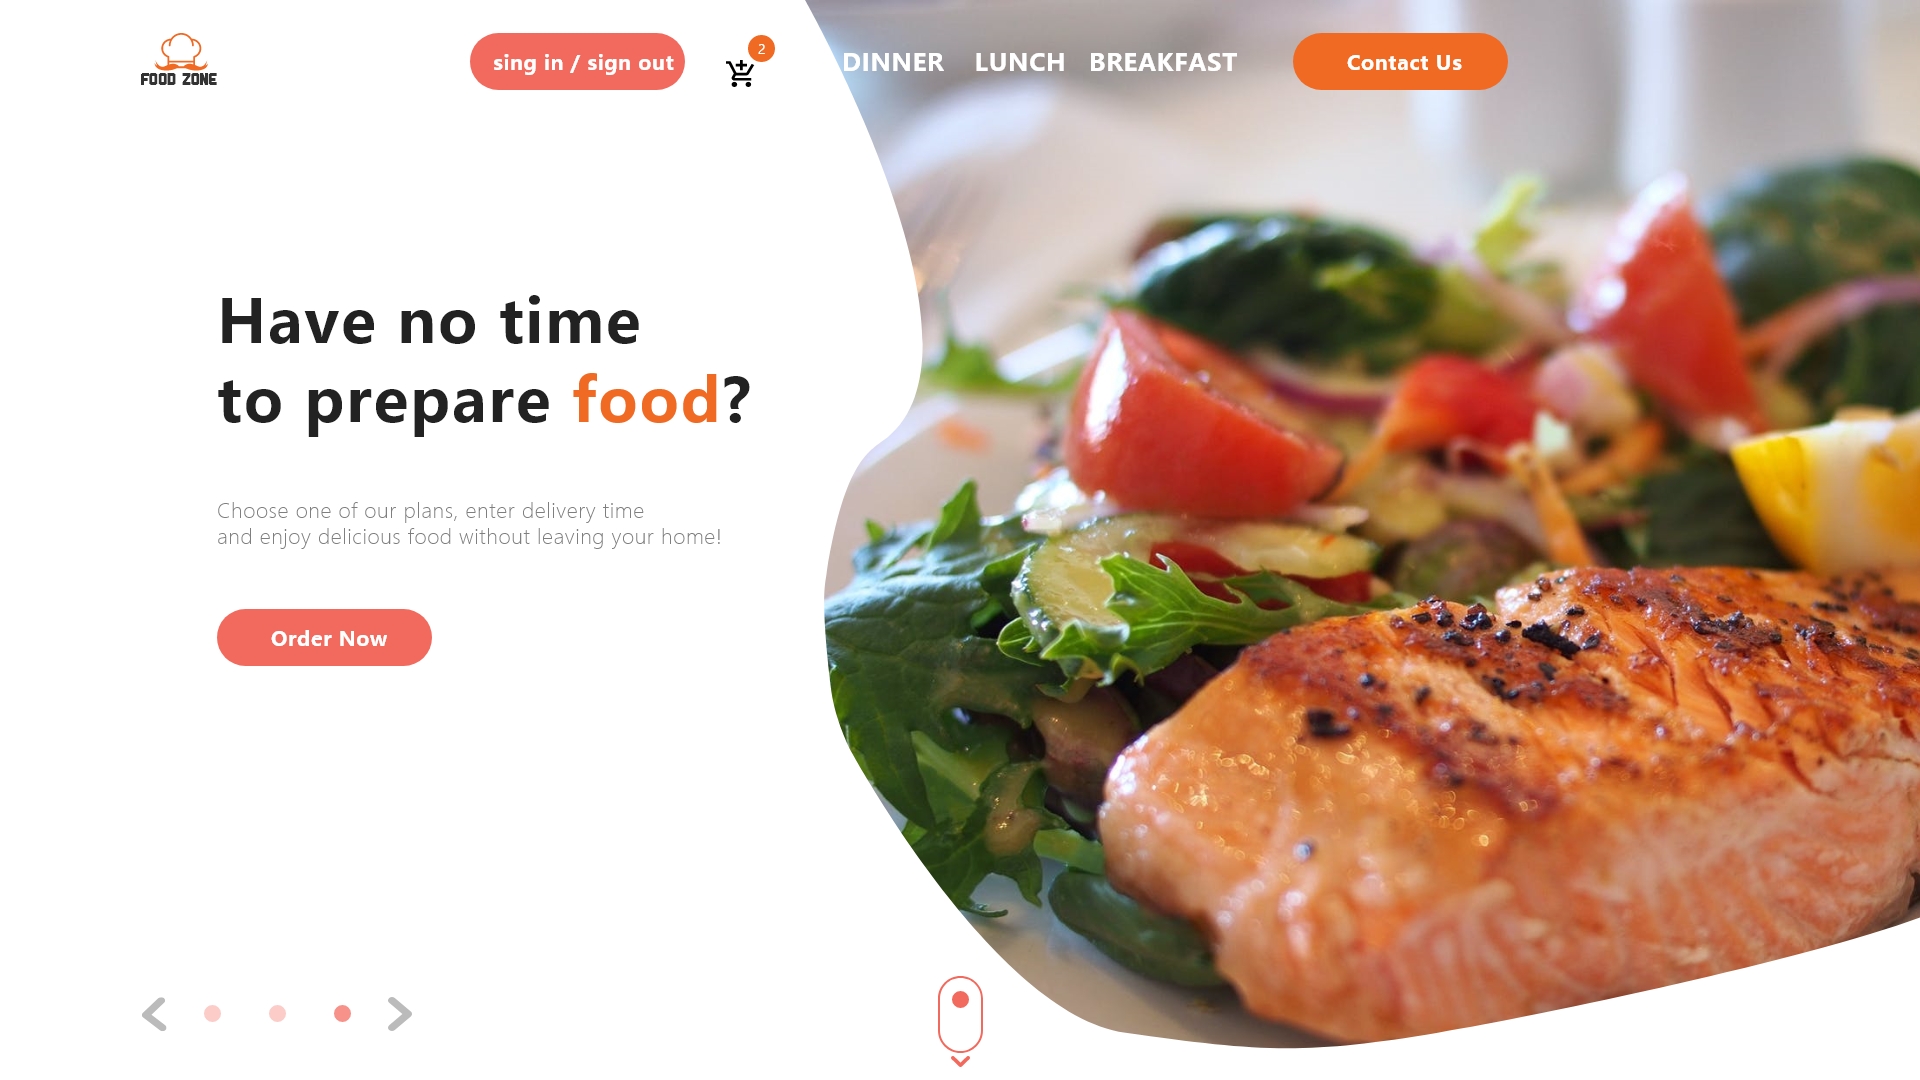 FOOD ZONE
sing in / sign out
2
DINNER
LUNCH
BREAKFAST
Contact Us
Have no time
to prepare food?
Choose one of our plans, enter delivery time
and enjoy delicious food without leaving your home!
Order Now